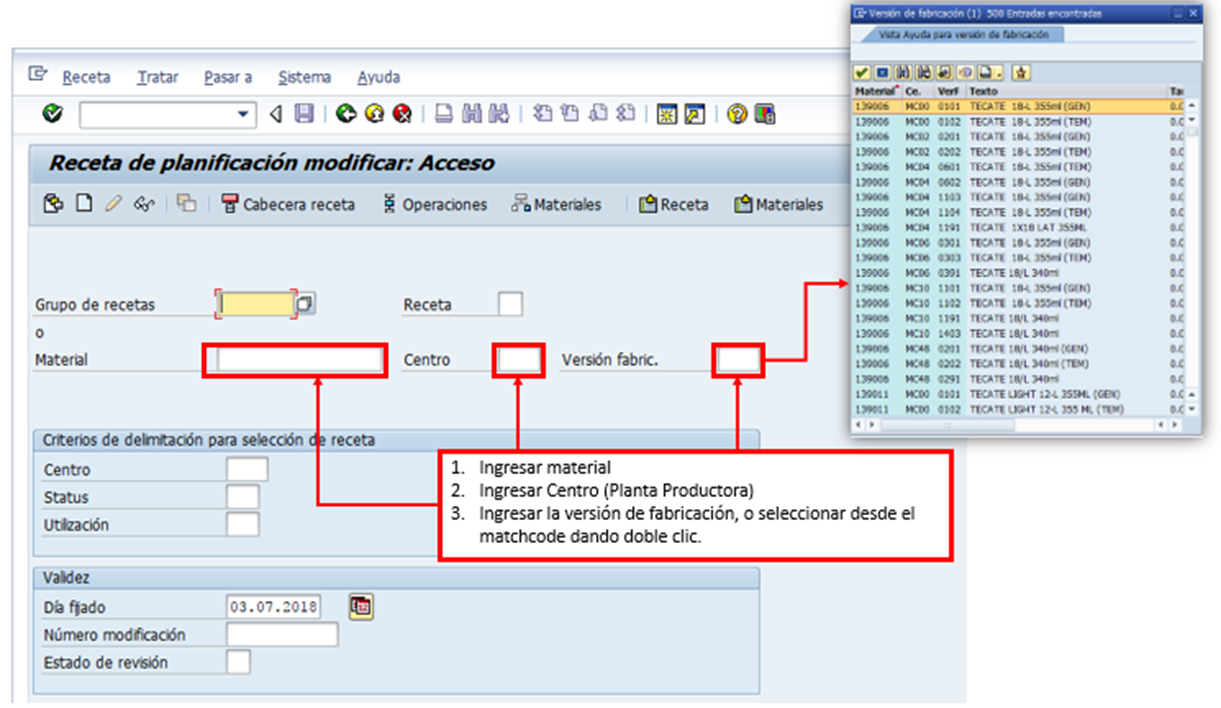 Versión de fabricación (1) 500 Entradas encontradas
Vista Ayuda para versión de fabricación
Material Ce. VerF Texto
139006 MC00 0101 TECATE 18-L 355ml (GEN) 0.0
139006 MC00 0102 TECATE 18-L 355ml (TEM) 0.0
139006 MC02 0201 TECATE 18-L 355ml (GEN) 0.0
139006 MC02 0202 TECATE 18-L 355ml (TEM) 0.0
139006 MC04 0601 TECATE 18-L 355ml (TEM) 0.0
139006 MC04 0602 TECATE 18-L 355ml (GEN) 0.0
139006 MC04 1103 TECATE 18-L 355ml (GEN) 0.0
139006 MC04 1104 TECATE 18-L 355ml (TEM) 0.0
139006 MC04 1191 TECATE 1X18 LAT 355ML 0.0
139006 MC06 0301 TECATE 18-L 355ml (GEN) 0.0
139006 MC06 0303 TECATE 18-L 355ml (TEM) 0.0
139006 MC06 0391 TECATE 18/L 340ml 0.0
139006 MC10 1101 TECATE 18-L 355ml (GEN) 0.0
139006 MC10 1102 TECATE 18-L 355ml (TEM) 0.0
139006 MC10 1191 TECATE 18/L 340ml 0.0
139006 MC10 1403 TECATE 18/L 340ml 0.0
139006 MC48 0201 TECATE 18/L 340ml (GEN) 0.0
139006 MC48 0202 TECATE 18/L 340ml (TEM) 0.0
139006 MC48 0291 TECATE 18/L 340ml 0.0
139011 MC00 0101 TECATE LIGHT 12-L 355ML (GEN) 0.0
139011 MC00 0102 TECATE LIGHT 12-L 355 ML (TEM) 0.0
Receta Tratar Pasar a Sistema Ayuda
Receta de planificación modificar: Acceso
Cabecera receta Operaciones Materiales Receta Materiales
Grupo de recetas Receta
o
Material Centro Versión fabric.
Criterios de delimitación para selección de receta
Centro
Status
Utilización
1. Ingresar material
2. Ingresar Centro (Planta Productora)
3. Ingresar la versión de fabricación, o seleccionar desde el
matchcode dando doble clic.
Validez
Día fijado 03.07.2018
Número modificación
Estado de revisión